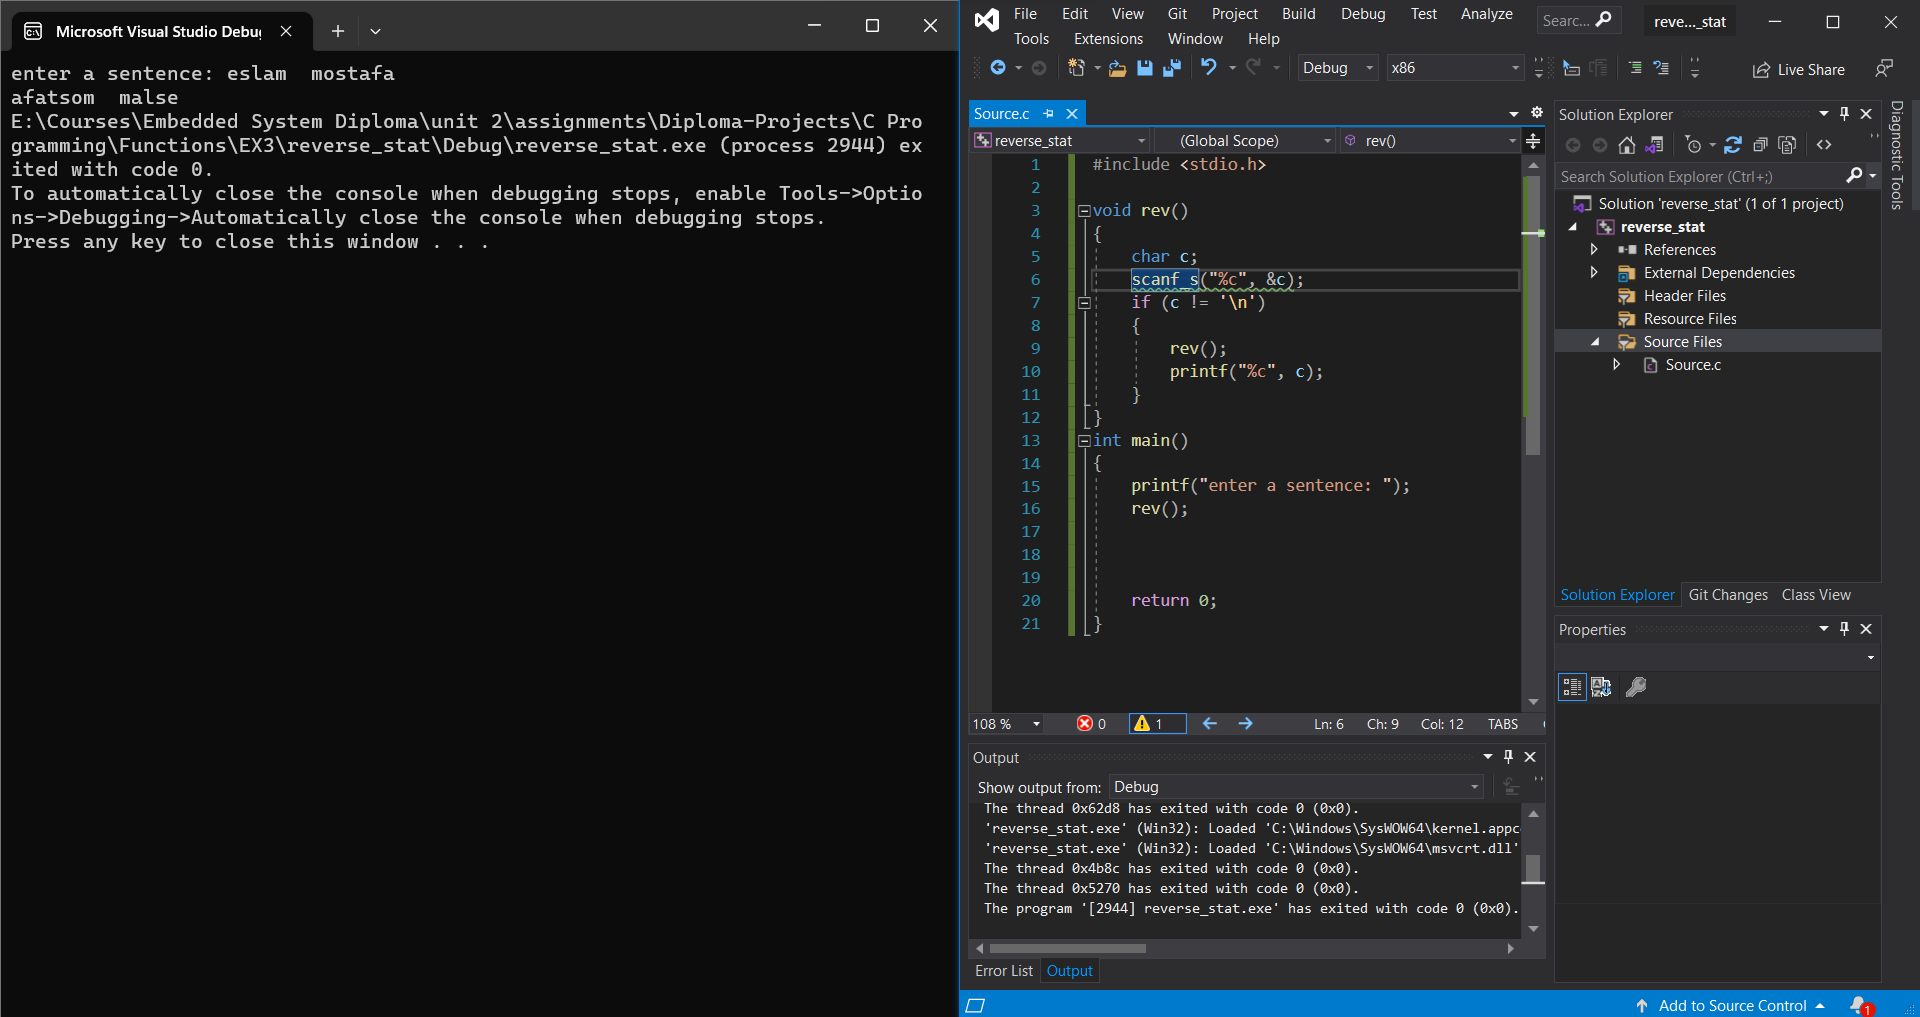 Microsoft Visual Studio Debug
enter a sentence: eslam  mostafa
afatsom  malse
E:\Courses\Embedded System Diploma\unit 2\assignments\Diploma-Projects\C Pro
gramming\Functions\EX3\reverse_stat\Debug\reverse_stat.exe (process 2944) ex
ited with code 0.
To automatically close the console when debugging stops, enable Tools->Optio
ns->Debugging->Automatically close the console when debugging stops.
Press any key to close this window . . .
File Edit View Git Project Build Debug Test Analyze
Tools Extensions Window Help
Searc...
reve..._stat
Debug x86 Live Share
Source.c
reverse_stat (Global Scope) rev()
1 #include <stdio.h>
2
3 void rev()
4 {
5 char c;
6 scanf_s("%c", &c);
7 if (c != '\n')
8 {
9 rev();
10 printf("%c", c);
11 }
12 }
13 int main()
14 {
15 printf("enter a sentence: ");
16 rev();
17
18
19
20 return 0;
21 }
108 % 0 1 Ln: 6 Ch: 9 Col: 12 TABS
Output
Show output from: Debug
The thread 0x62d8 has exited with code 0 (0x0).
'reverse_stat.exe' (Win32): Loaded 'C:\Windows\SysWOW64\kernel.appc
'reverse_stat.exe' (Win32): Loaded 'C:\Windows\SysWOW64\msvcrt.dll'
The thread 0x4b8c has exited with code 0 (0x0).
The thread 0x5270 has exited with code 0 (0x0).
The program '[2944] reverse_stat.exe' has exited with code 0 (0x0).
Error List Output
Solution Explorer
Search Solution Explorer (Ctrl+;)
Solution 'reverse_stat' (1 of 1 project)
reverse_stat
References
External Dependencies
Header Files
Resource Files
Source Files
Source.c
Solution Explorer Git Changes Class View
Properties
Diagnostic Tools
Add to Source Control 1